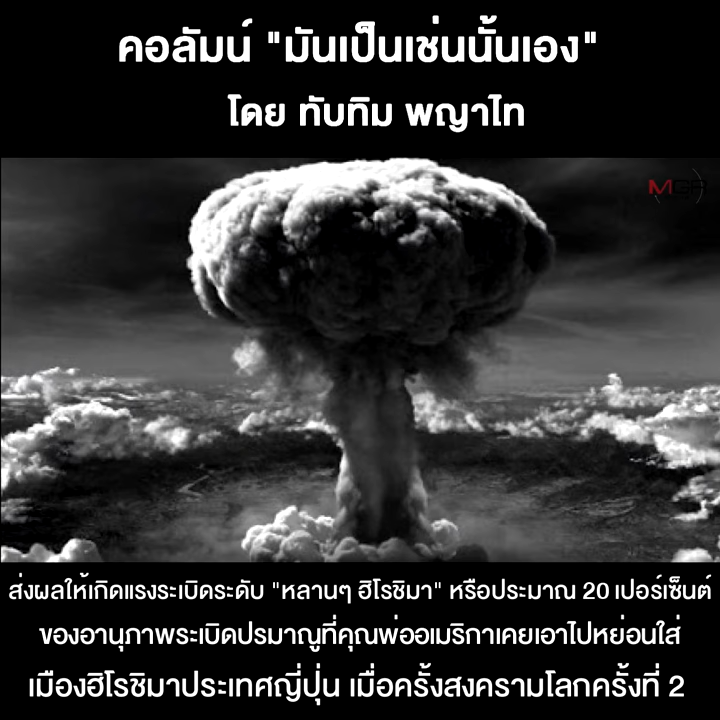 คอลัมน์ "มันเป็นเช่นนั้นเอง"
โดย ทับทิม พญาไท
MGR
ส่งผลให้เกิดแรงระเบิดระดับ "หลานๆ ฮิโรชิมา" หรือประมาณ 20 เปอร์เซ็นต์
ของอานุภาพระเบิดปรมาณูที่คุณพ่ออเมริกาเคยเอาไปหย่อนใส่
เมืองฮิโรชิมาประเทศญี่ปุ่น เมื่อครั้งสงครามโลกครั้งที่ 2